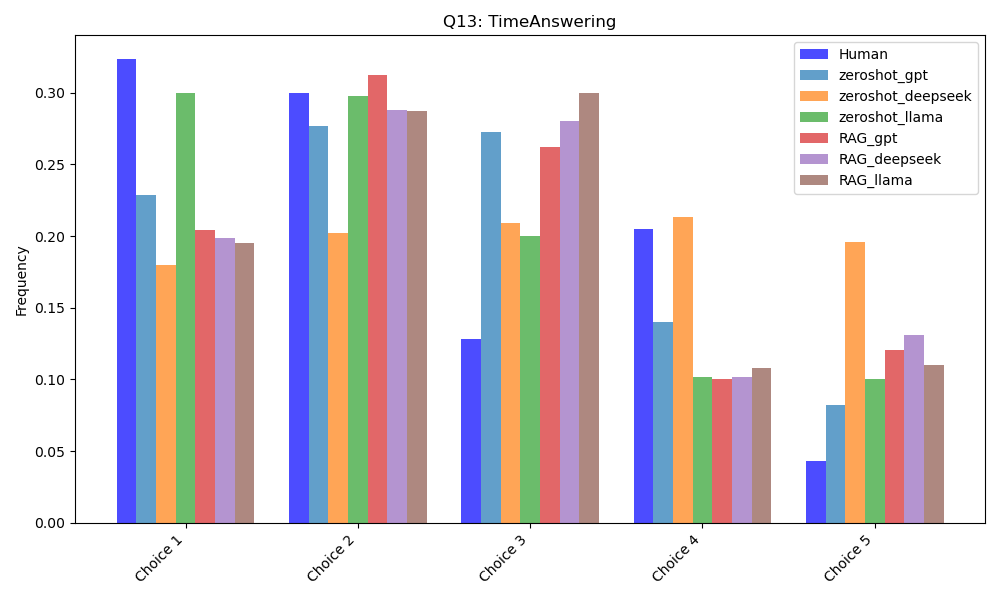 Q13: TimeAnswering
Human
zeroshot_gpt
zeroshot_deepseek
zeroshot_llama
RAG_gpt
RAG_deepseek
RAG_llama
Frequency
0.30
0.25
0.20
0.15
0.10
0.05
0.00
Choice 1
Choice 2
Choice 3
Choice 4
Choice 5